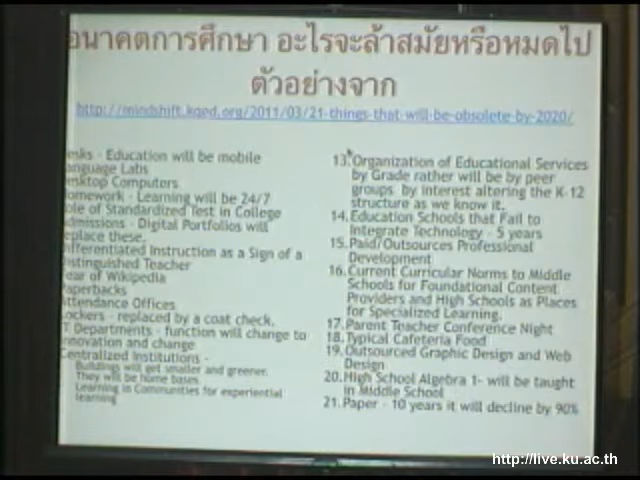 อนาคตการศึกษา อะไรจะล้าสมัยหรือหมดไป
ตัวอย่างจาก
http://mindshift.kqed.org/2011/03/21-things-that-will-be-obsolete-by-2020/
esks - Education will be mobile
anguage Labs
esktop Computers
omework - Learning will be 24/7
ole of Standardized Test in College
dmissions - Digital Portfolios will
eplace these.
ifferentiated Instruction as a Sign of a
istinguished Teacher
ear of Wikipedia
aperbacks
ttendance Offices
ockers - replaced by a coat check.
T Departments - function will change to
nnovation and change
Centralized Institutions -
Buildings will get smaller and greener.
They will be home bases
Learning in Communities for experiential
learning
13. Organization of Educational Services
by Grade rather will be by peer
groups by interest altering the K-12
structure as we know it.
14. Education Schools that Fail to
Integrate Technology - 5 years
15. Paid/Outsources Professional
Development
16. Current Curricular Norms to Middle
Schools for Foundational Content
Providers and High Schools as Places
for Specialized Learning.
17. Parent Teacher Conference Night
18. Typical Cafeteria Food
19. Outsourced Graphic Design and Web
Design
20. High School Algebra 1- will be taught
in Middle School
21. Paper - 10 years it will decline by 90%
http://live.ku.ac.th